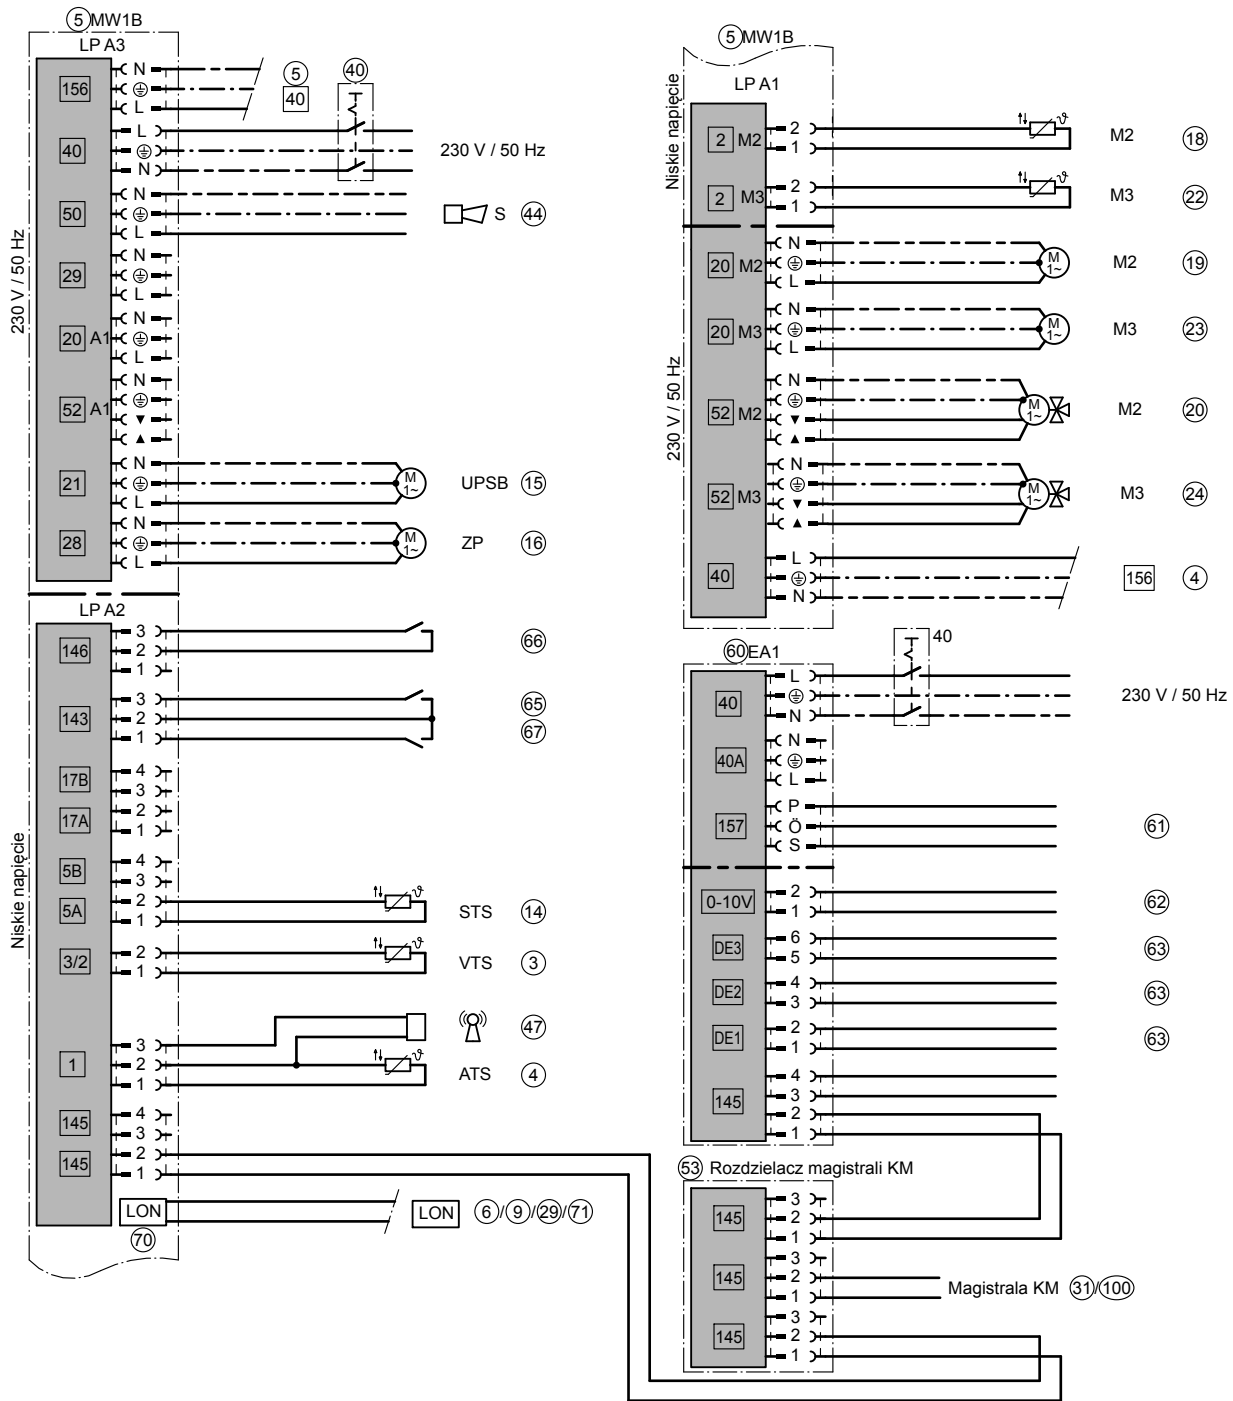 5 MW1B
LP A3
230 V / 50 Hz
156
N
L
5
40
40
40
L
N
230 V / 50 Hz
50
N
L
S 44
29
N
L
20 A1
N
L
52 A1
N
▼
▲
21
N
L
M 1~
UPSB 15
28
N
L
M 1~
ZP 16
LP A2
Niskie napięcie
146
3
2
1
66
143
3
2
1
65
67
17B
4
3
17A
2
1
5B
4
3
5A
2
1
ϑ
STS 14
3/2
2
1
ϑ
VTS 3
1
3
2
1
47
ϑ
ATS 4
145
4
3
145
2
1
LON
70
LON 6/9/29/71
5 MW1B
LP A1
Niskie napięcie
2 M2
2
1
ϑ
M2 18
2 M3
2
1
ϑ
M3 22
230 V / 50 Hz
20 M2
N
L
M 1~
M2 19
20 M3
N
L
M 1~
M3 23
52 M2
N
▼
▲
M 1~
M2 20
52 M3
N
▼
▲
M 1~
M3 24
40
L
N
156 4
60 EA1
40
40
L
N
230 V / 50 Hz
40A
N
L
157
P
Ö
S
61
0-10V
2
1
62
DE3
6
5
63
DE2
4
3
63
DE1
2
1
63
145
4
3
2
1
53 Rozdzielacz magistrali KM
145
3
2
1
145
3
2
1
Magistrala KM 31/100
145
3
2
1